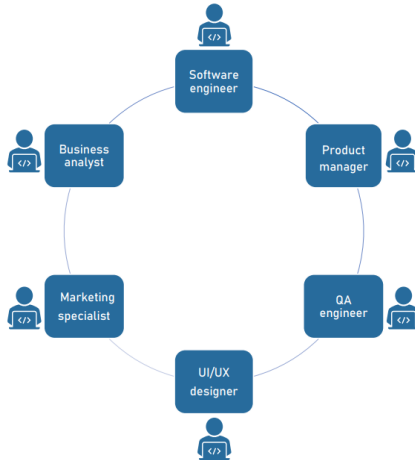 </>
Software
engineer
</>
Business
analyst
Product
manager
</>
</>
Marketing
specialist
QA
engineer
</>
UI/UX
designer
</>